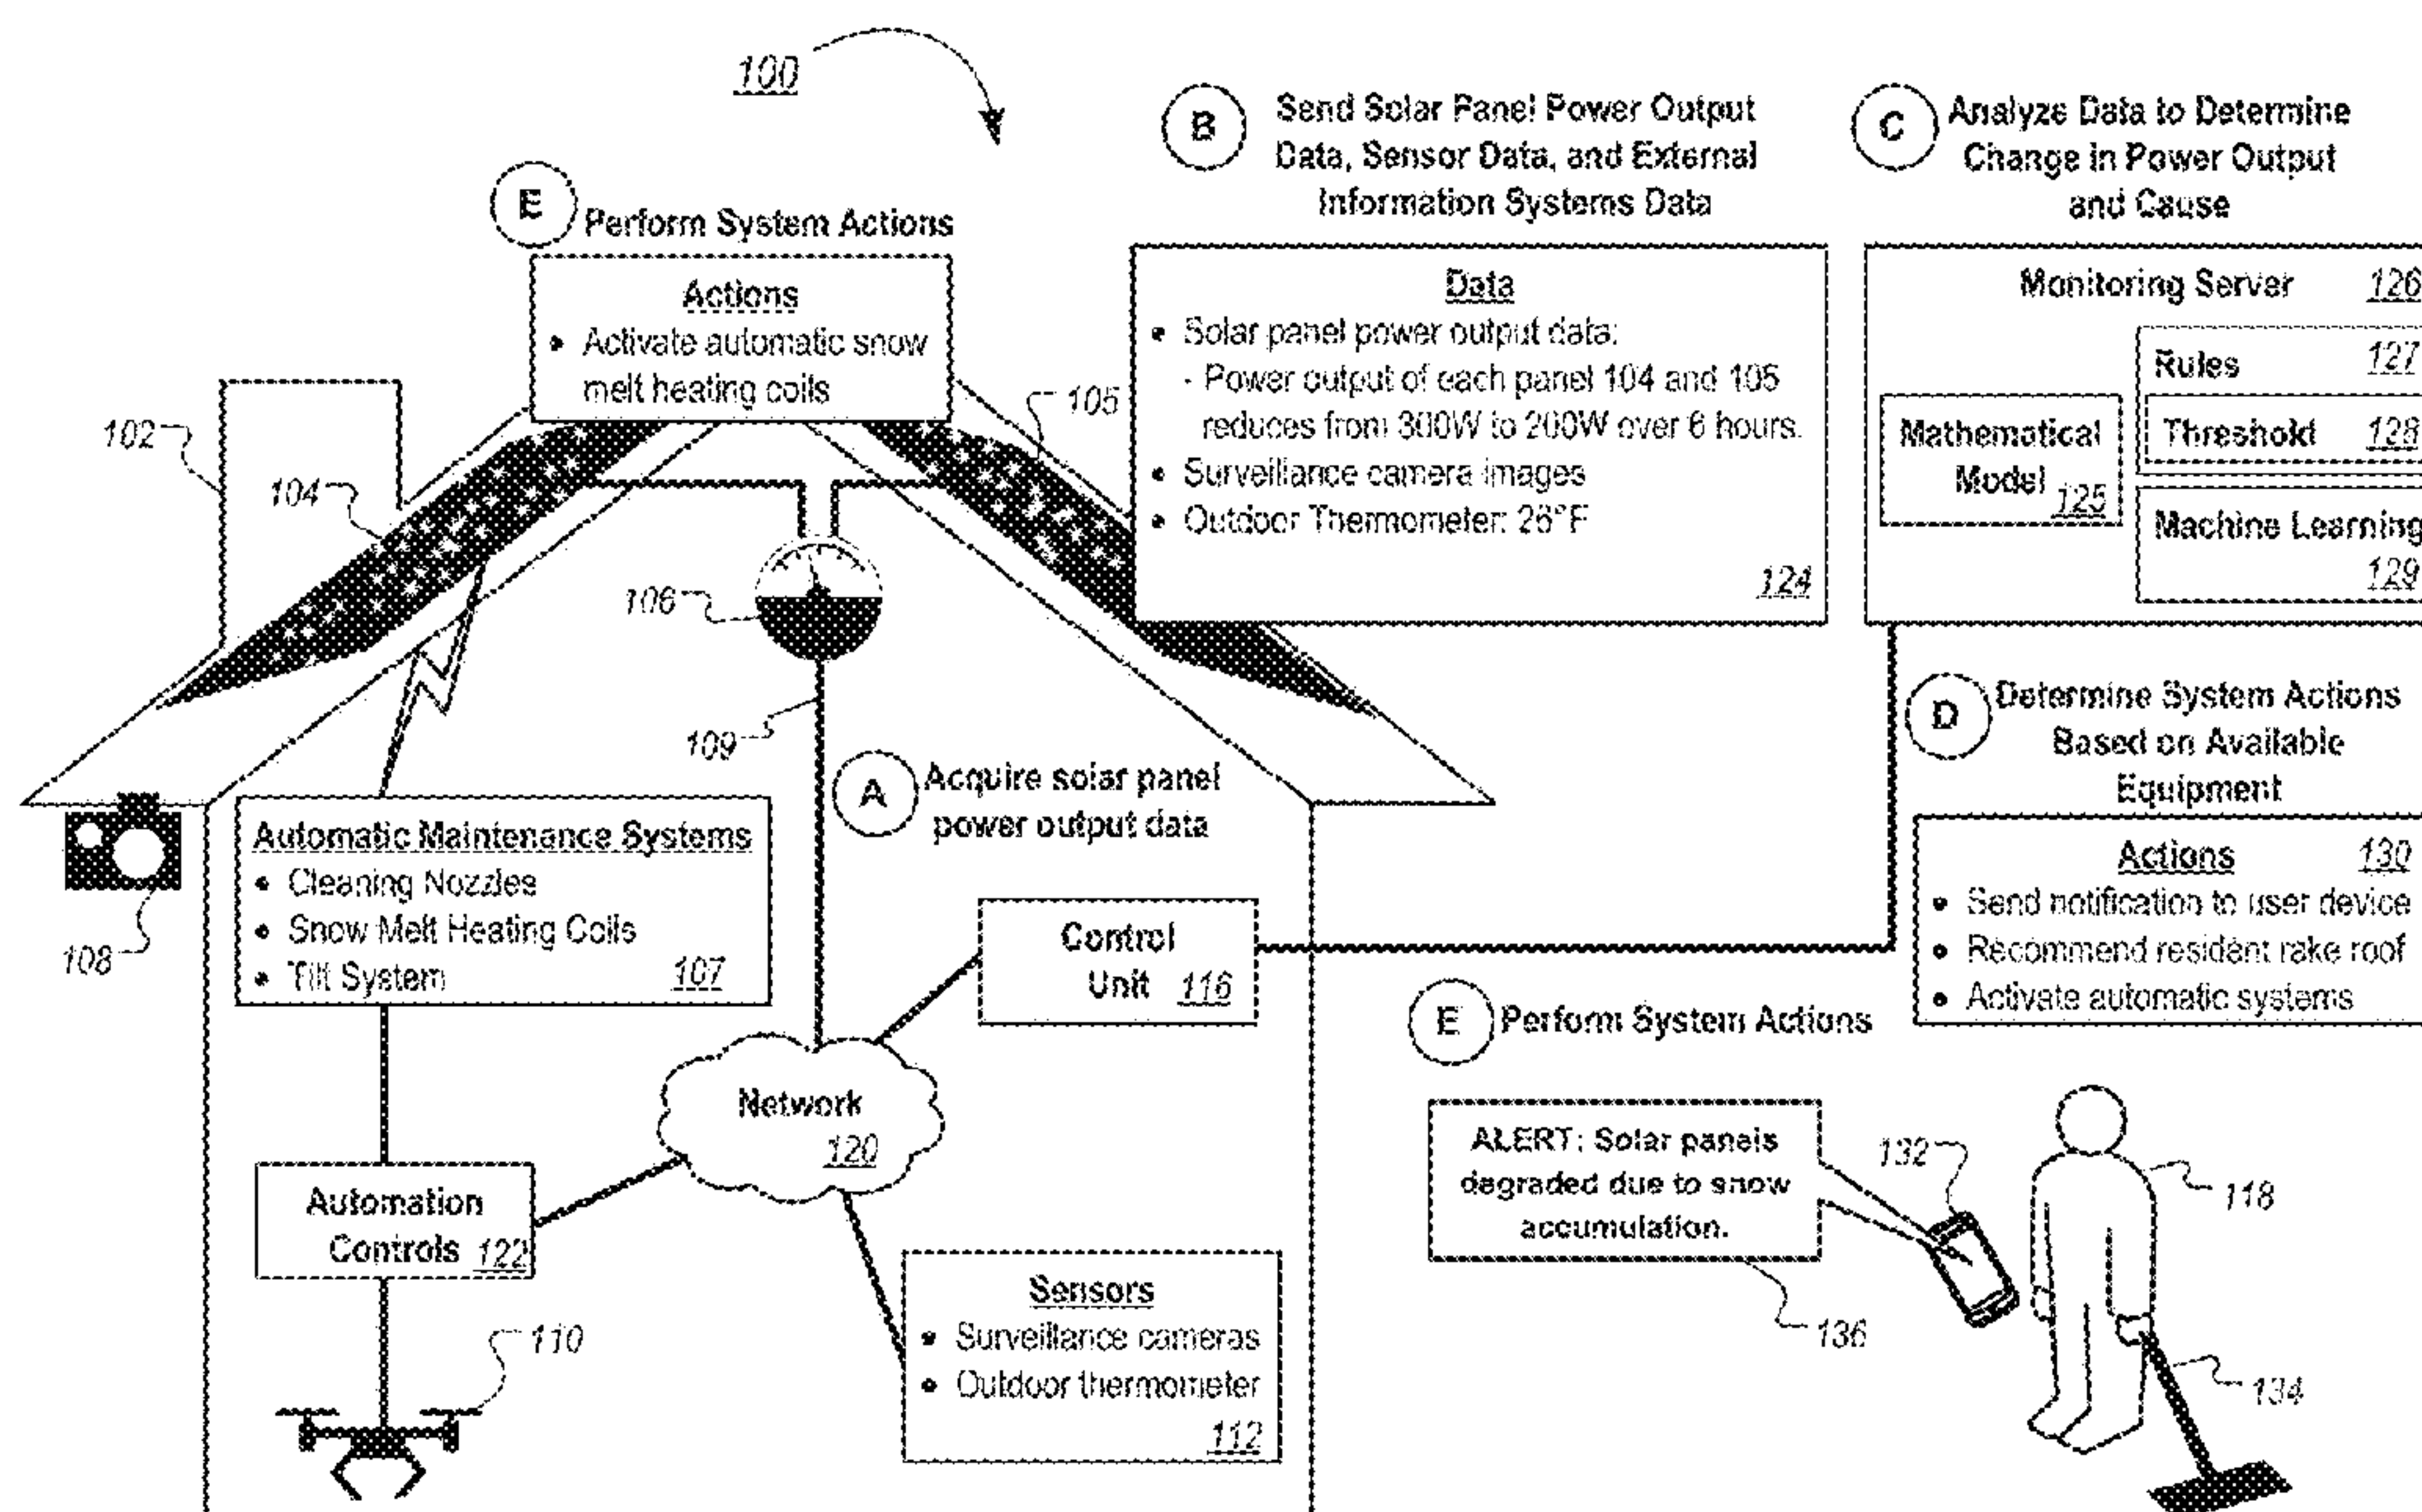 100
E
Perform System Actions
Actions
• Activate automatic snow
melt heating coils
B
Send Solar Panel Power Output
Data, Sensor Data, and External
Information Systems Data
Data
• Solar panel power output data:
- Power output of each panel 104 and 105
reduces from 300W to 200W over 6 hours.
• Surveillance camera images
• Outdoor Thermometer: 26°F
124
C
Analyze Data to Determine
Change in Power Output
and Cause
Monitoring Server 126
Mathematical
Model 125
Rules 127
Threshold 128
Machine Learning
129
102
104
105
106
109
A
Acquire solar panel
power output data
D
Determine System Actions
Based on Available
Equipment
Actions 130
• Send notification to user device
• Recommend resident rake roof
• Activate automatic systems
108
Automatic Maintenance Systems
• Cleaning Nozzles
• Snow Melt Heating Coils
• Tilt System 107
Control
Unit 116
Network
120
Automation
Controls 122
110
Sensors
• Surveillance cameras
• Outdoor thermometer
112
E
Perform System Actions
ALERT: Solar panels
degraded due to snow
accumulation.
136
132
118
134